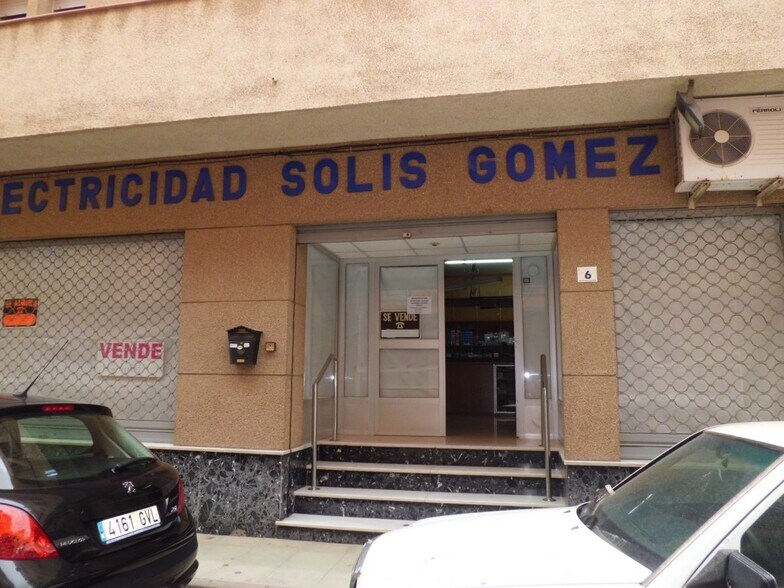 ECTRICIDAD SOLIS GOMEZ
FERROLI
6
SE VENDE
VENDE
4161 GVL